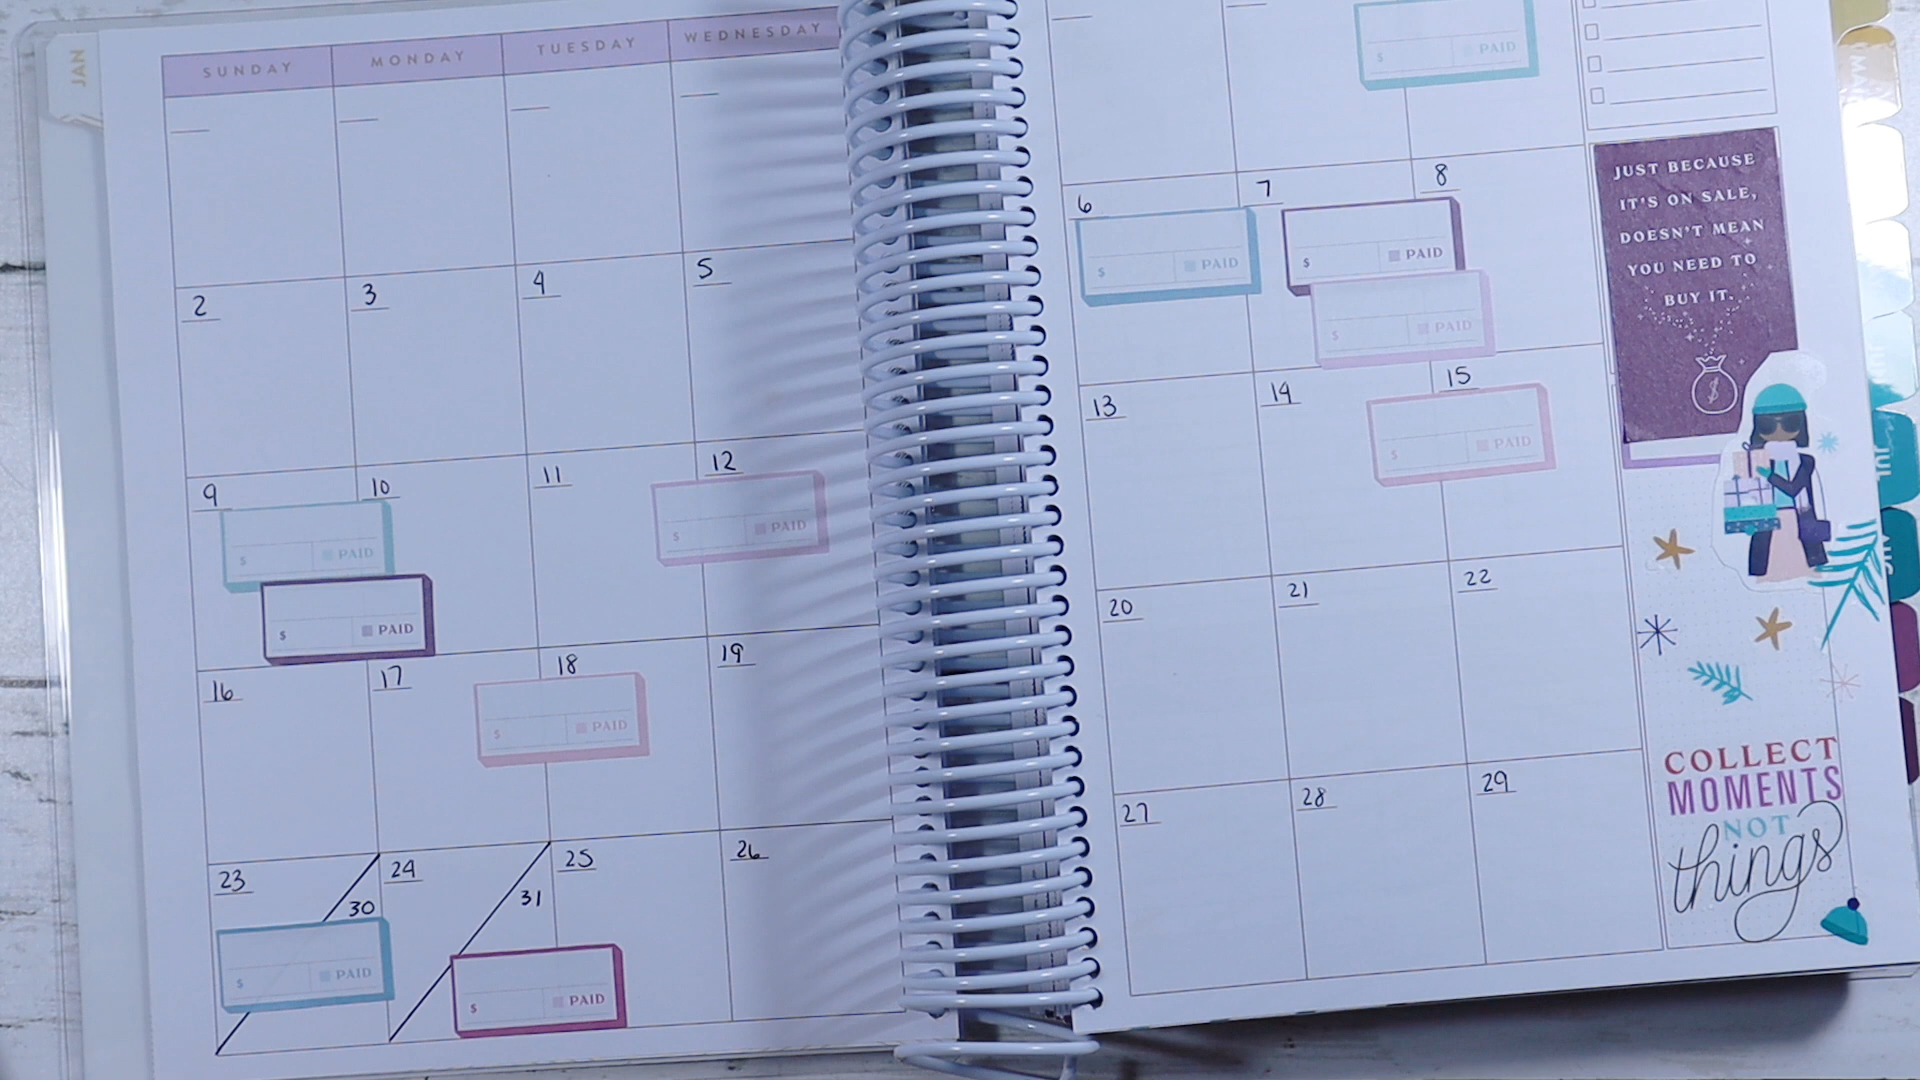 JAN
SUNDAY MONDAY TUESDAY WEDNESDAY
$ PAID
2 3 4 5
6 7 8
$ PAID
$ PAID
$ PAID
9 10 11 12
13 14 15
$ PAID
$ PAID
$ PAID
$ PAID
16 17 18 19
20 21 22
$ PAID
23 30 24 31 25 26
27 28 29
$ PAID
$ PAID
JUST BECAUSE
IT'S ON SALE,
DOESN'T MEAN
YOU NEED TO
BUY IT.
$
COLLECT
MOMENTS
NOT
things
JUL
AUG